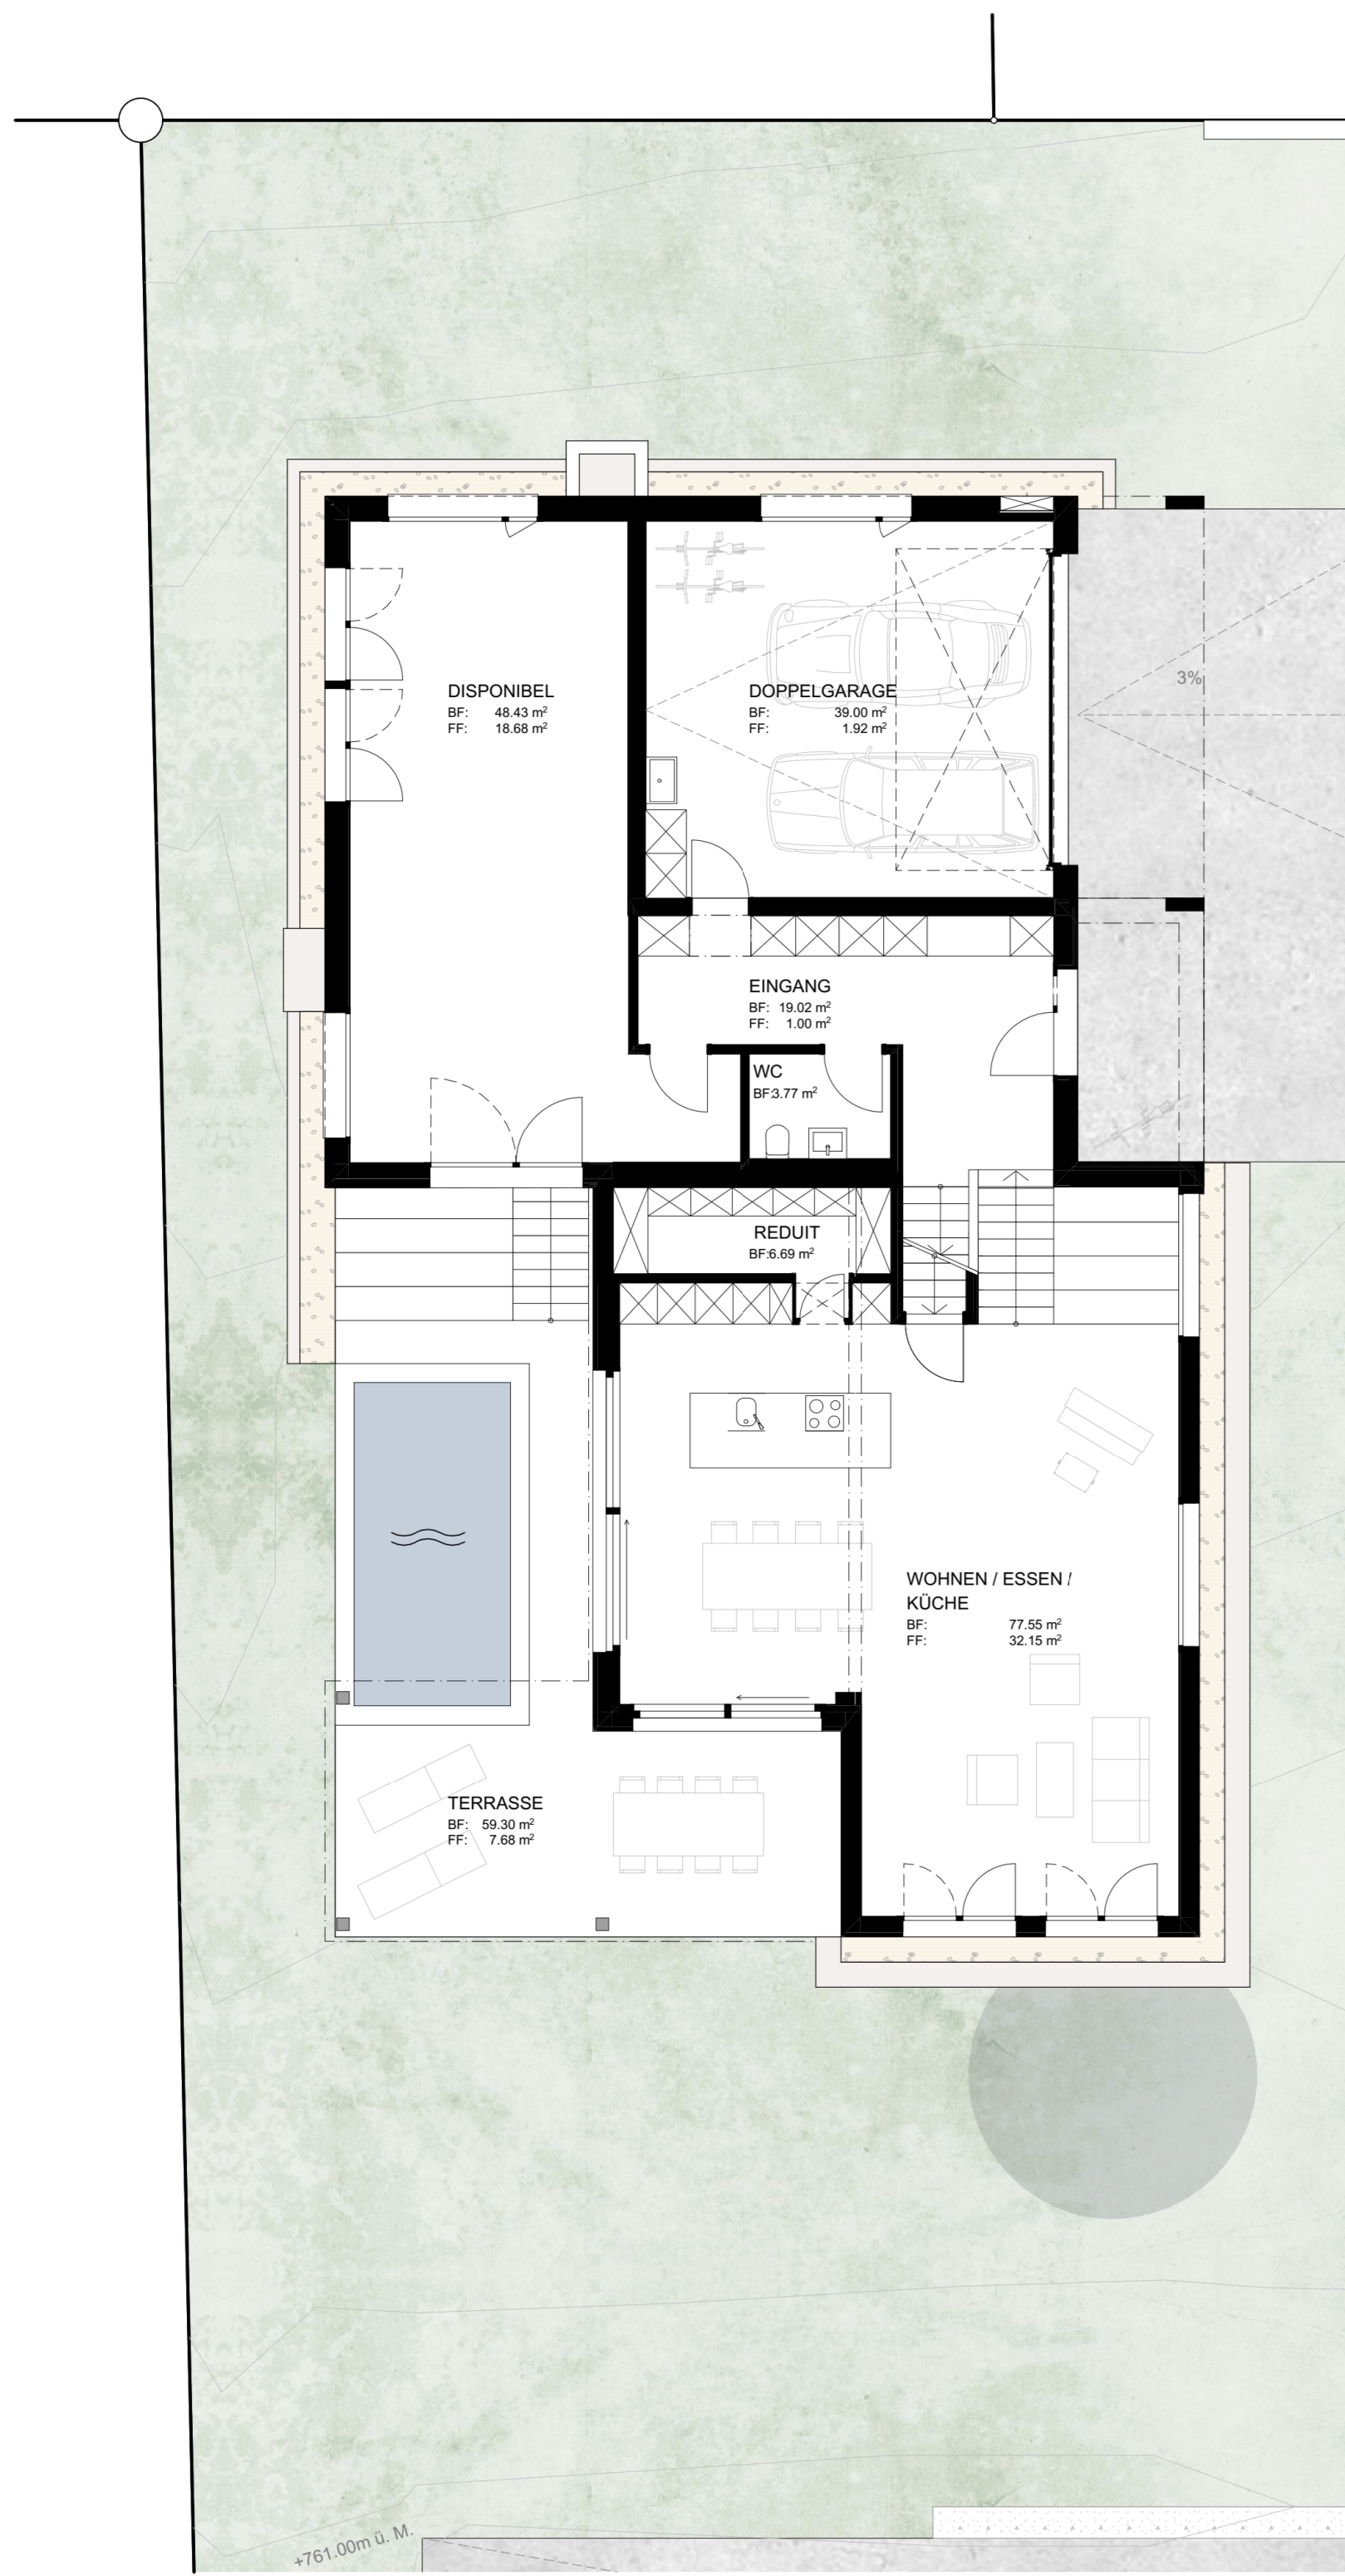 3%
DISPONIBEL
BF: 48.43 m²
FF: 18.68 m²
DOPPELGARAGE
BF: 39.00 m²
FF: 1.92 m²
EINGANG
BF: 19.02 m²
FF: 1.00 m²
WC
BF:3.77 m²
REDUIT
BF:6.69 m²
WOHNEN / ESSEN /
KÜCHE
BF: 77.55 m²
FF: 32.15 m²
TERRASSE
BF: 59.30 m²
FF: 7.68 m²
+761.00m ü. M.